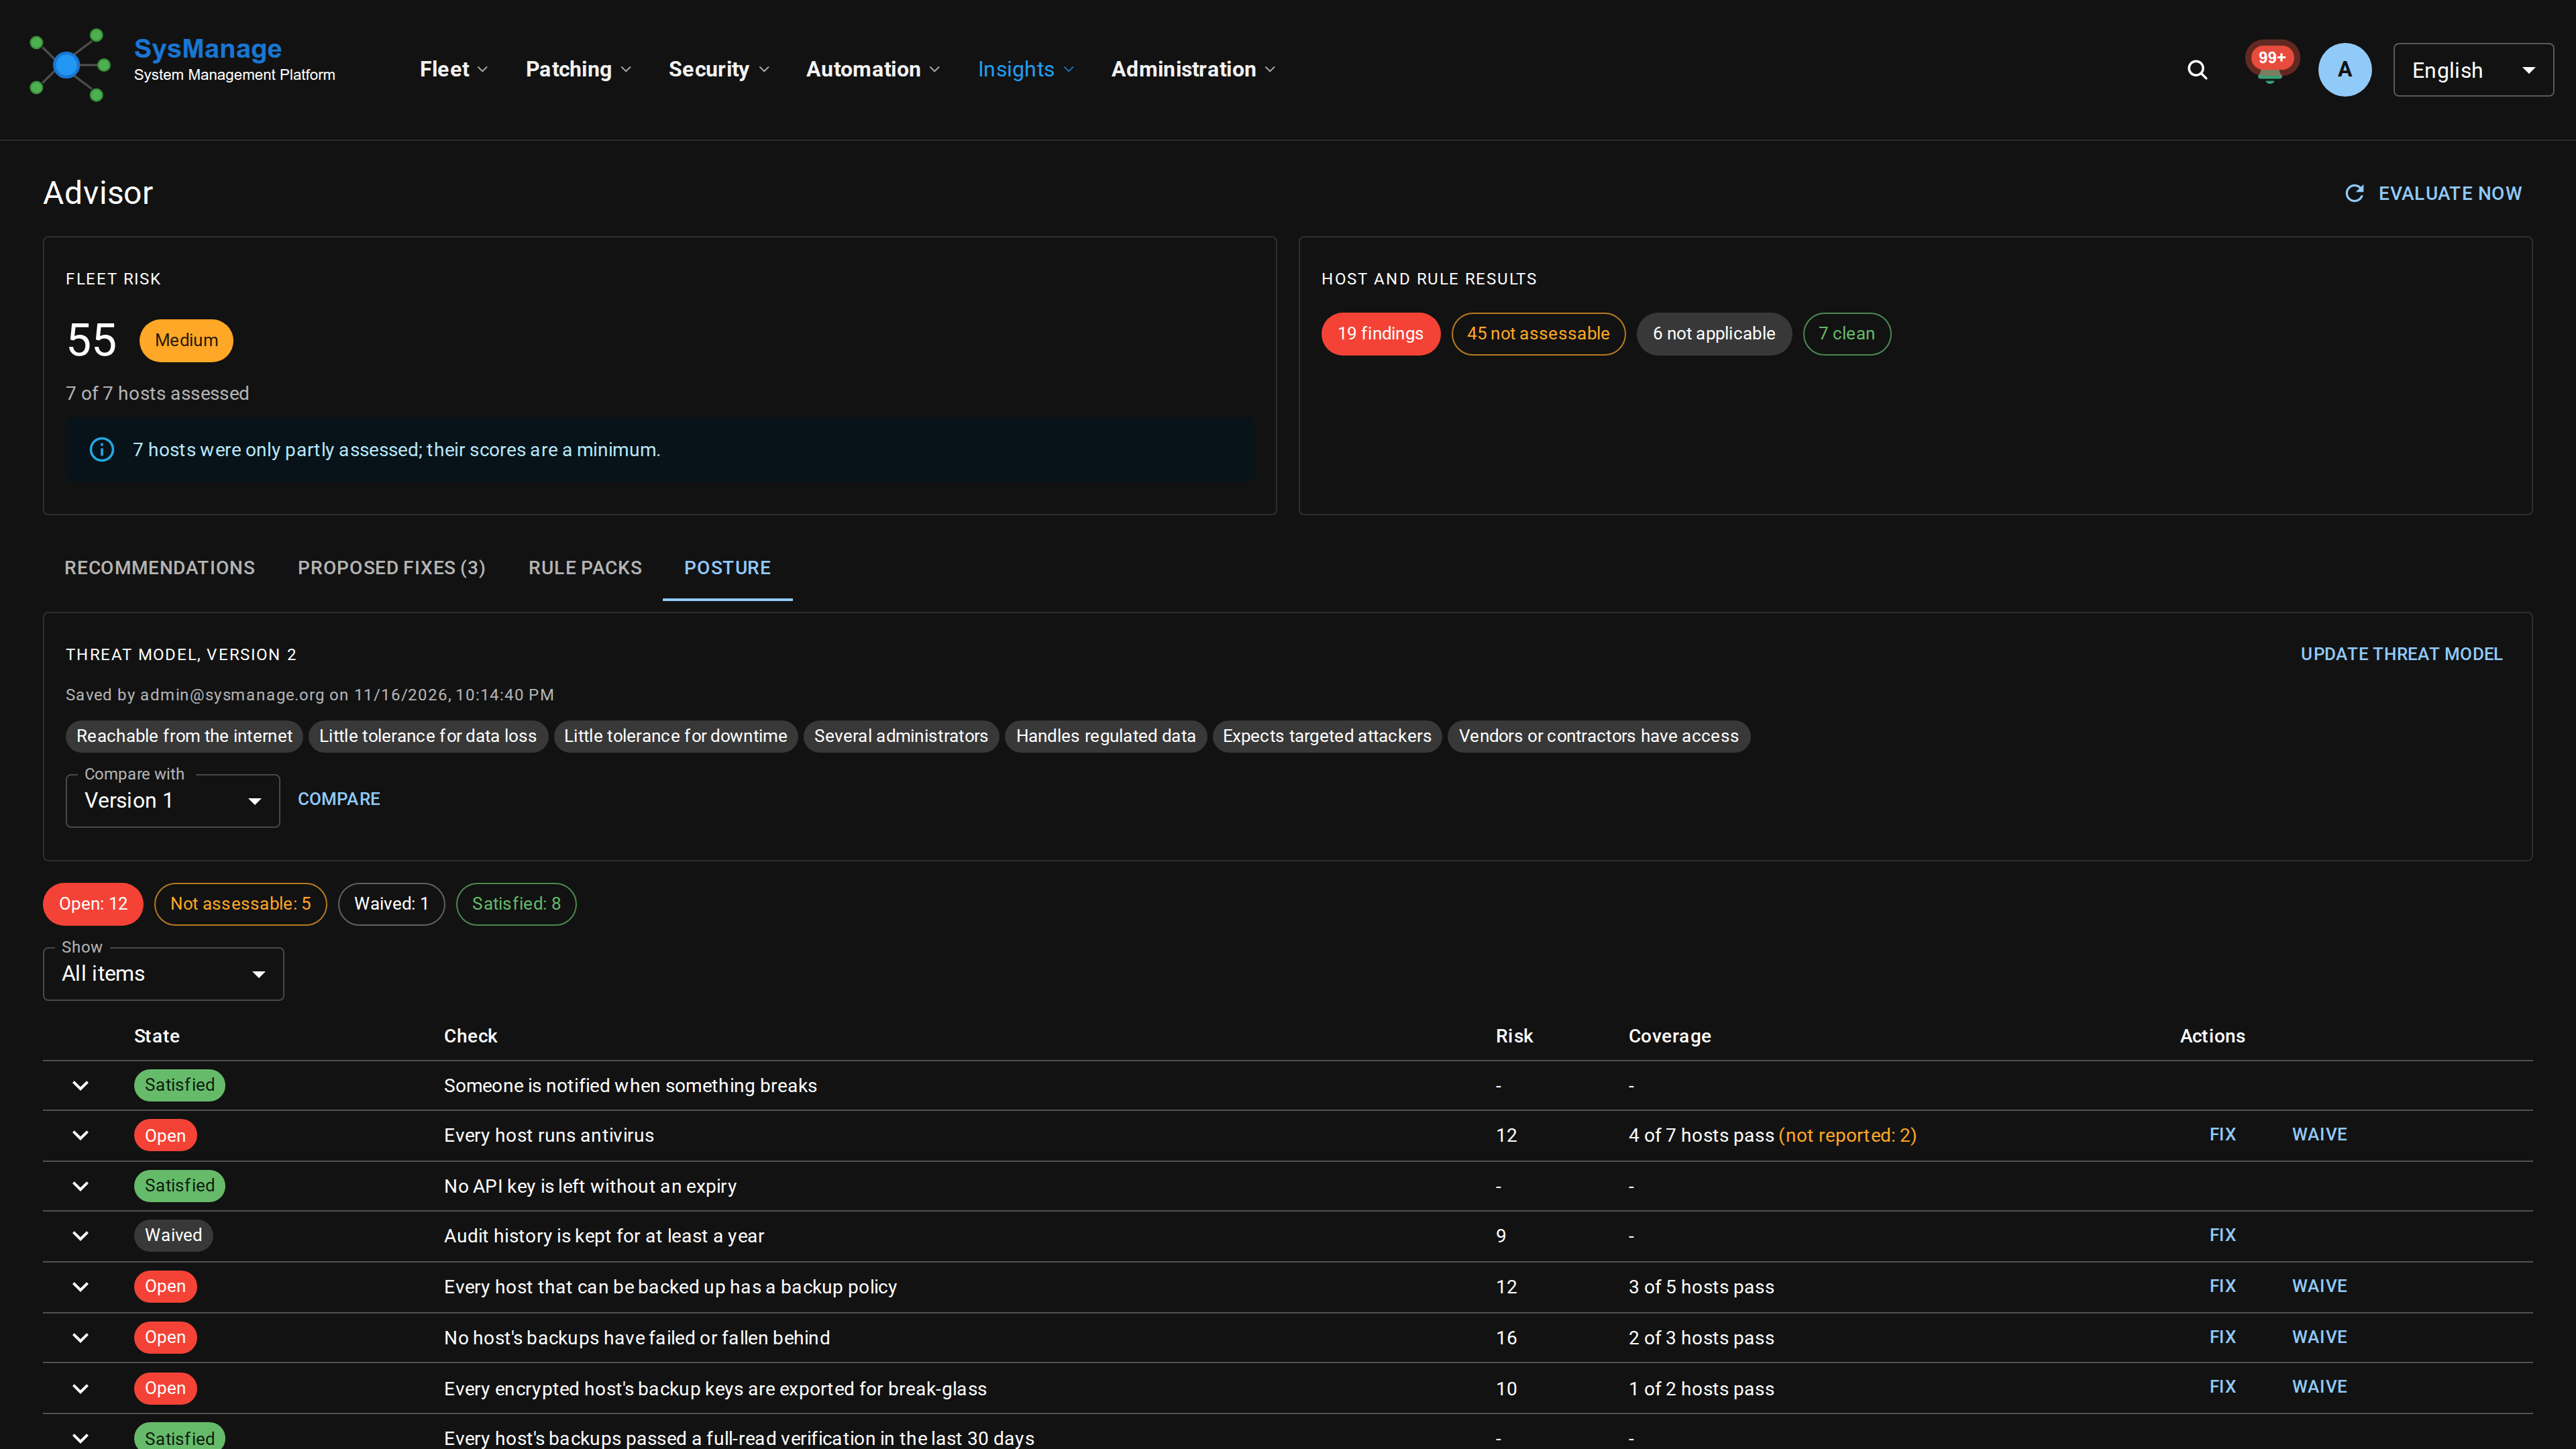 SysManage
System Management Platform
Fleet
Patching
Security
Automation
Insights
Administration
99+
A
English
Advisor
EVALUATE NOW
FLEET RISK
55
Medium
7 of 7 hosts assessed
7 hosts were only partly assessed; their scores are a minimum.
HOST AND RULE RESULTS
19 findings
45 not assessable
6 not applicable
7 clean
RECOMMENDATIONS
PROPOSED FIXES (3)
RULE PACKS
POSTURE
THREAT MODEL, VERSION 2
UPDATE THREAT MODEL
Saved by admin@sysmanage.org on 11/16/2026, 10:14:40 PM
Reachable from the internet
Little tolerance for data loss
Little tolerance for downtime
Several administrators
Handles regulated data
Expects targeted attackers
Vendors or contractors have access
Compare with
Version 1
COMPARE
Open: 12
Not assessable: 5
Waived: 1
Satisfied: 8
Show
All items
State Check Risk Coverage Actions
Satisfied Someone is notified when something breaks - -
Open Every host runs antivirus 12 4 of 7 hosts pass (not reported: 2) FIX WAIVE
Satisfied No API key is left without an expiry - -
Waived Audit history is kept for at least a year 9 - FIX
Open Every host that can be backed up has a backup policy 12 3 of 5 hosts pass FIX WAIVE
Open No host's backups have failed or fallen behind 16 2 of 3 hosts pass FIX WAIVE
Open Every encrypted host's backup keys are exported for break-glass 10 1 of 2 hosts pass FIX WAIVE
Satisfied Every host's backups passed a full-read verification in the last 30 days - -